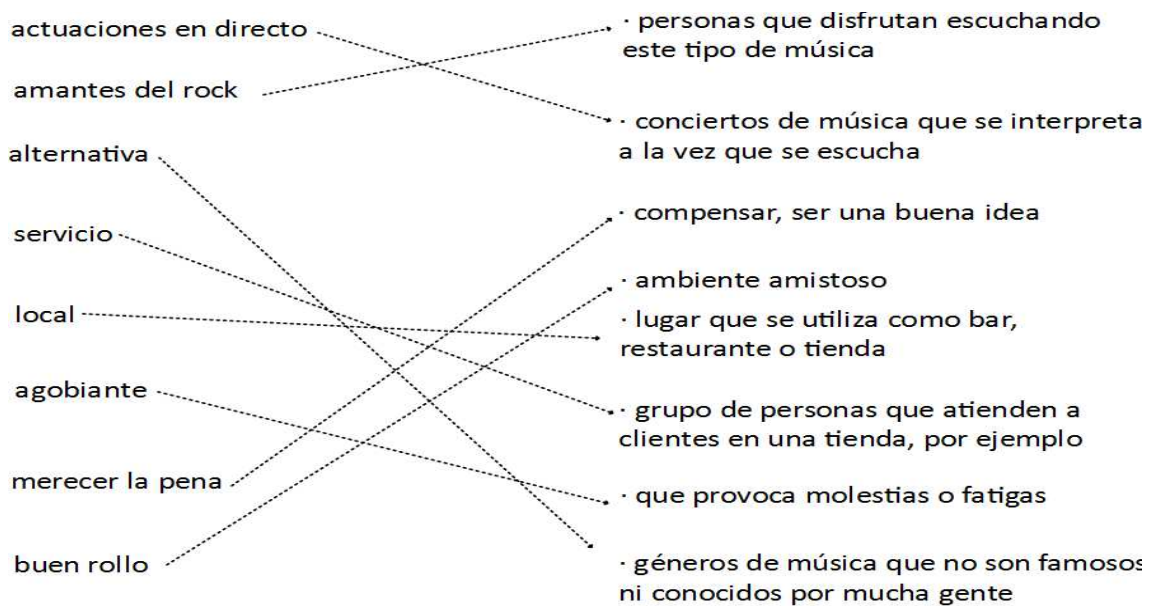 actuaciones en directo
amantes del rock
alternativa
servicio
local
agobiante
merecer la pena
buen rollo
· personas que disfrutan escuchando
este tipo de música
· conciertos de música que se interpreta
a la vez que se escucha
· compensar, ser una buena idea
· ambiente amistoso
· lugar que se utiliza como bar,
restaurante o tienda
· grupo de personas que atienden a
clientes en una tienda, por ejemplo
· que provoca molestias o fatigas
· géneros de música que no son famosos
ni conocidos por mucha gente